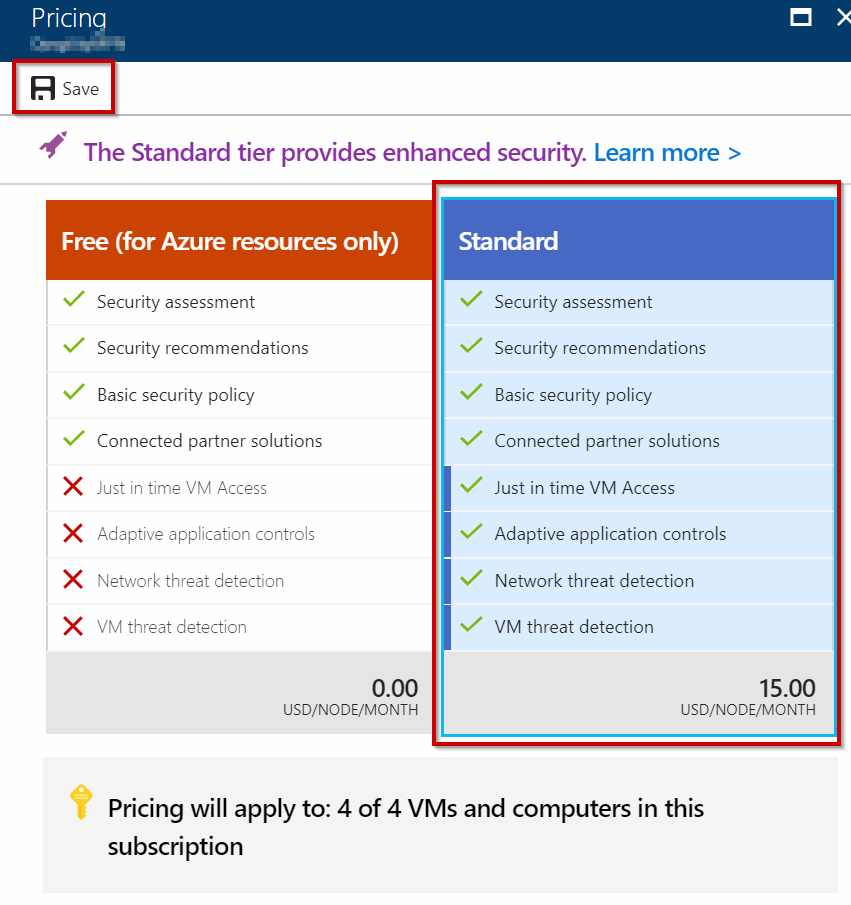 Pricing
Save
The Standard tier provides enhanced security. Learn more >
Free (for Azure resources only)
Security assessment
Security recommendations
Basic security policy
Connected partner solutions
Just in time VM Access
Adaptive application controls
Network threat detection
VM threat detection
0.00
USD/NODE/MONTH
Standard
Security assessment
Security recommendations
Basic security policy
Connected partner solutions
Just in time VM Access
Adaptive application controls
Network threat detection
VM threat detection
15.00
USD/NODE/MONTH
Pricing will apply to: 4 of 4 VMs and computers in this
subscription